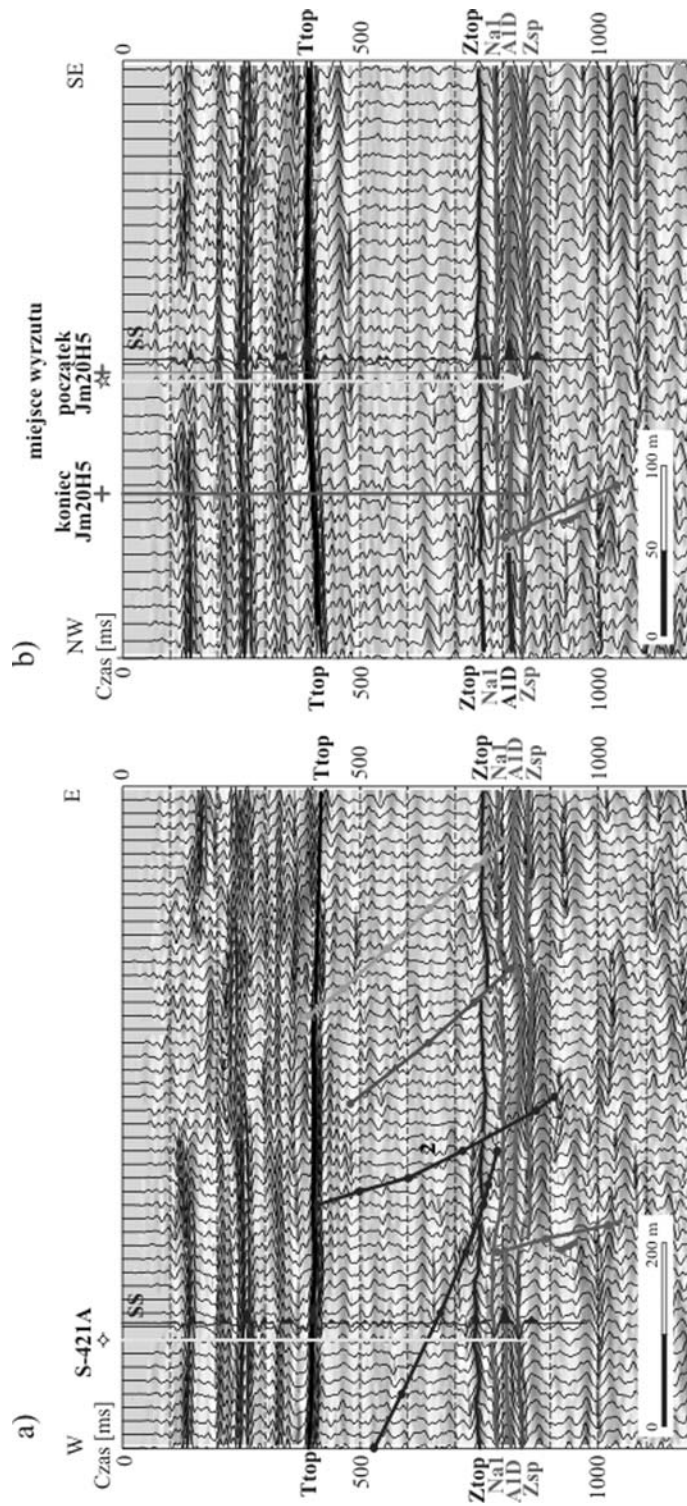 a)
W
E
S-421A
SS
Czas [ms]
0
0
Ttop
Ttop
500
500
Ztop
Ztop
Na1
Na1
A1D
A1D
Zsp
Zsp
1000
1000
2
0
200 m
b)
miejsce wyrzutu
NW
SE
koniec
Jm20H5
początek
Jm20H5
SS
Czas [ms]
0
0
Ttop
Ttop
500
500
Ztop
Ztop
Na1
Na1
A1D
A1D
Zsp
Zsp
1000
1000
0
50
100 m